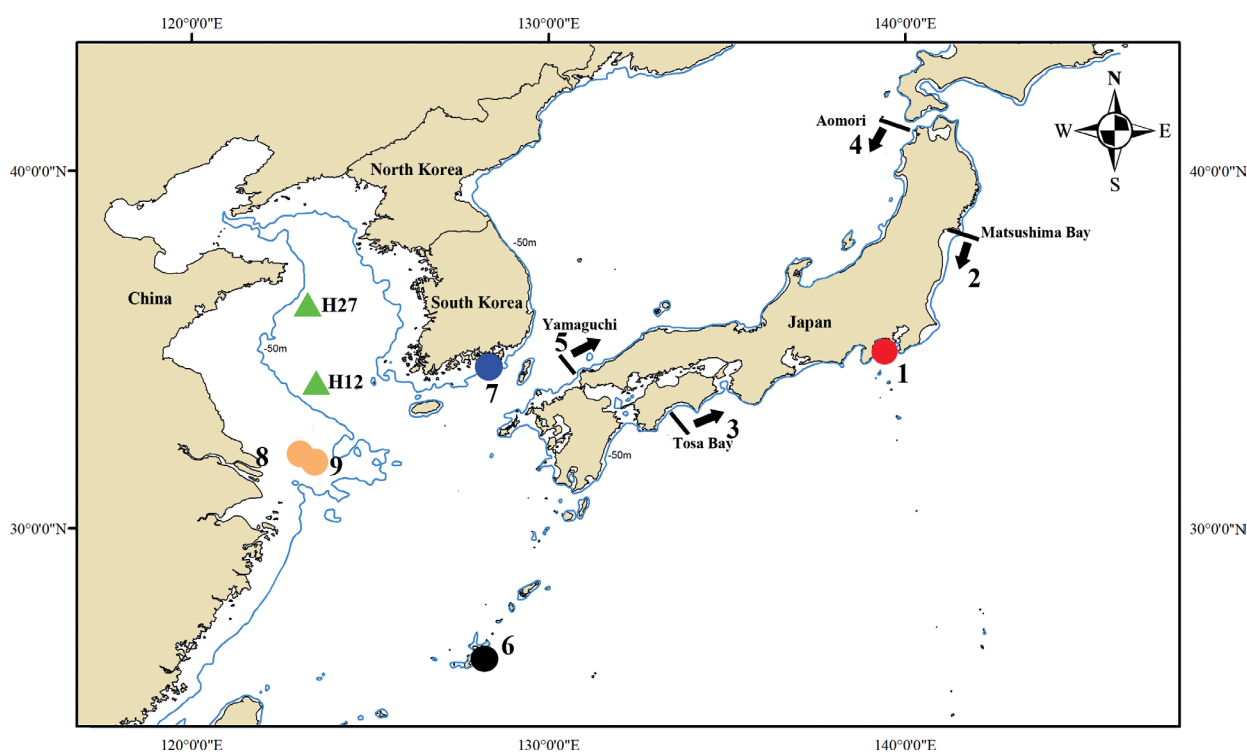 120°0'0"E
130°0'0"E
140°0'0"E
N
W
E
S
Aomori
4
40°0'0"N
40°0'0"N
North Korea
Matsushima Bay
2
-50m
China
H27
South Korea
Japan
Yamaguchi
5
-50m
1
7
H12
3
Tosa Bay
-50m
8
9
30°0'0"N
30°0'0"N
6
120°0'0"E
130°0'0"E
140°0'0"E